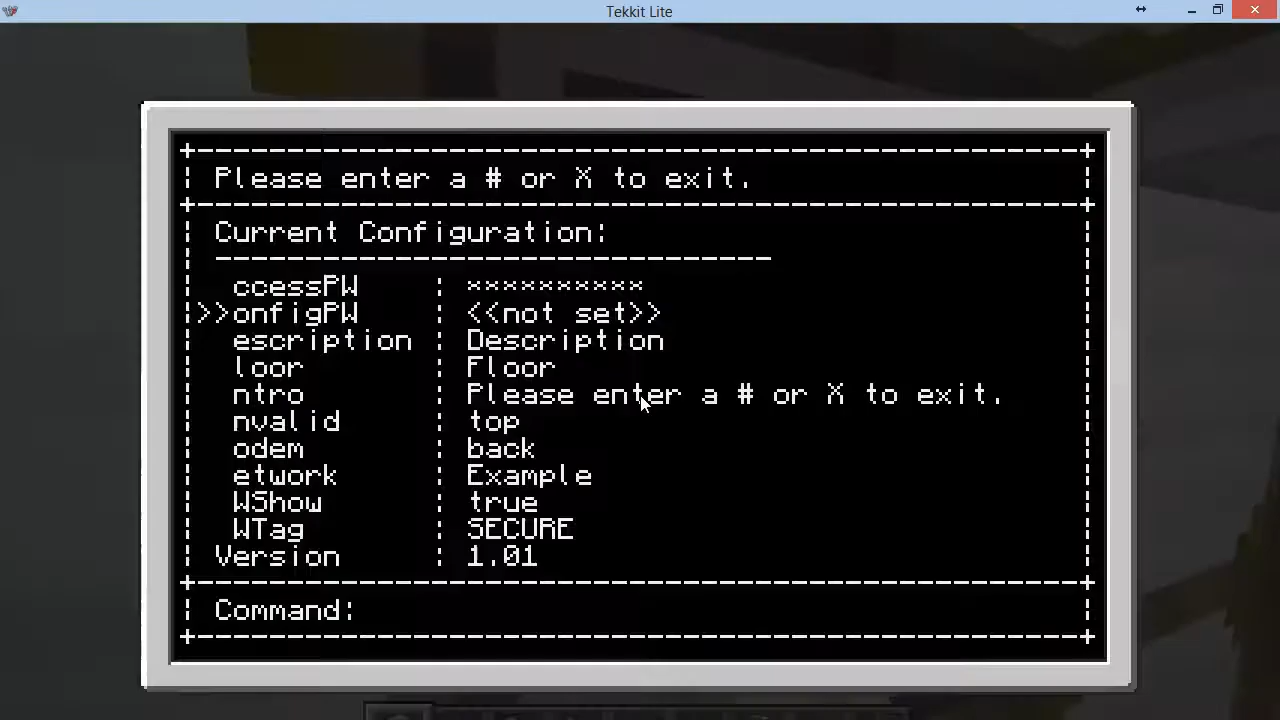 Tekkit Lite
Please enter a # or X to exit.
Current Configuration:
-------------------------------
ccessPW : **********
>>onfigPW : <<not set>>
escription : Description
loor : Floor
ntro : Please enter a # or X to exit.
nvalid : top
odem : back
etwork : Example
WShow : true
WTag : SECURE
Version : 1.01
Command: